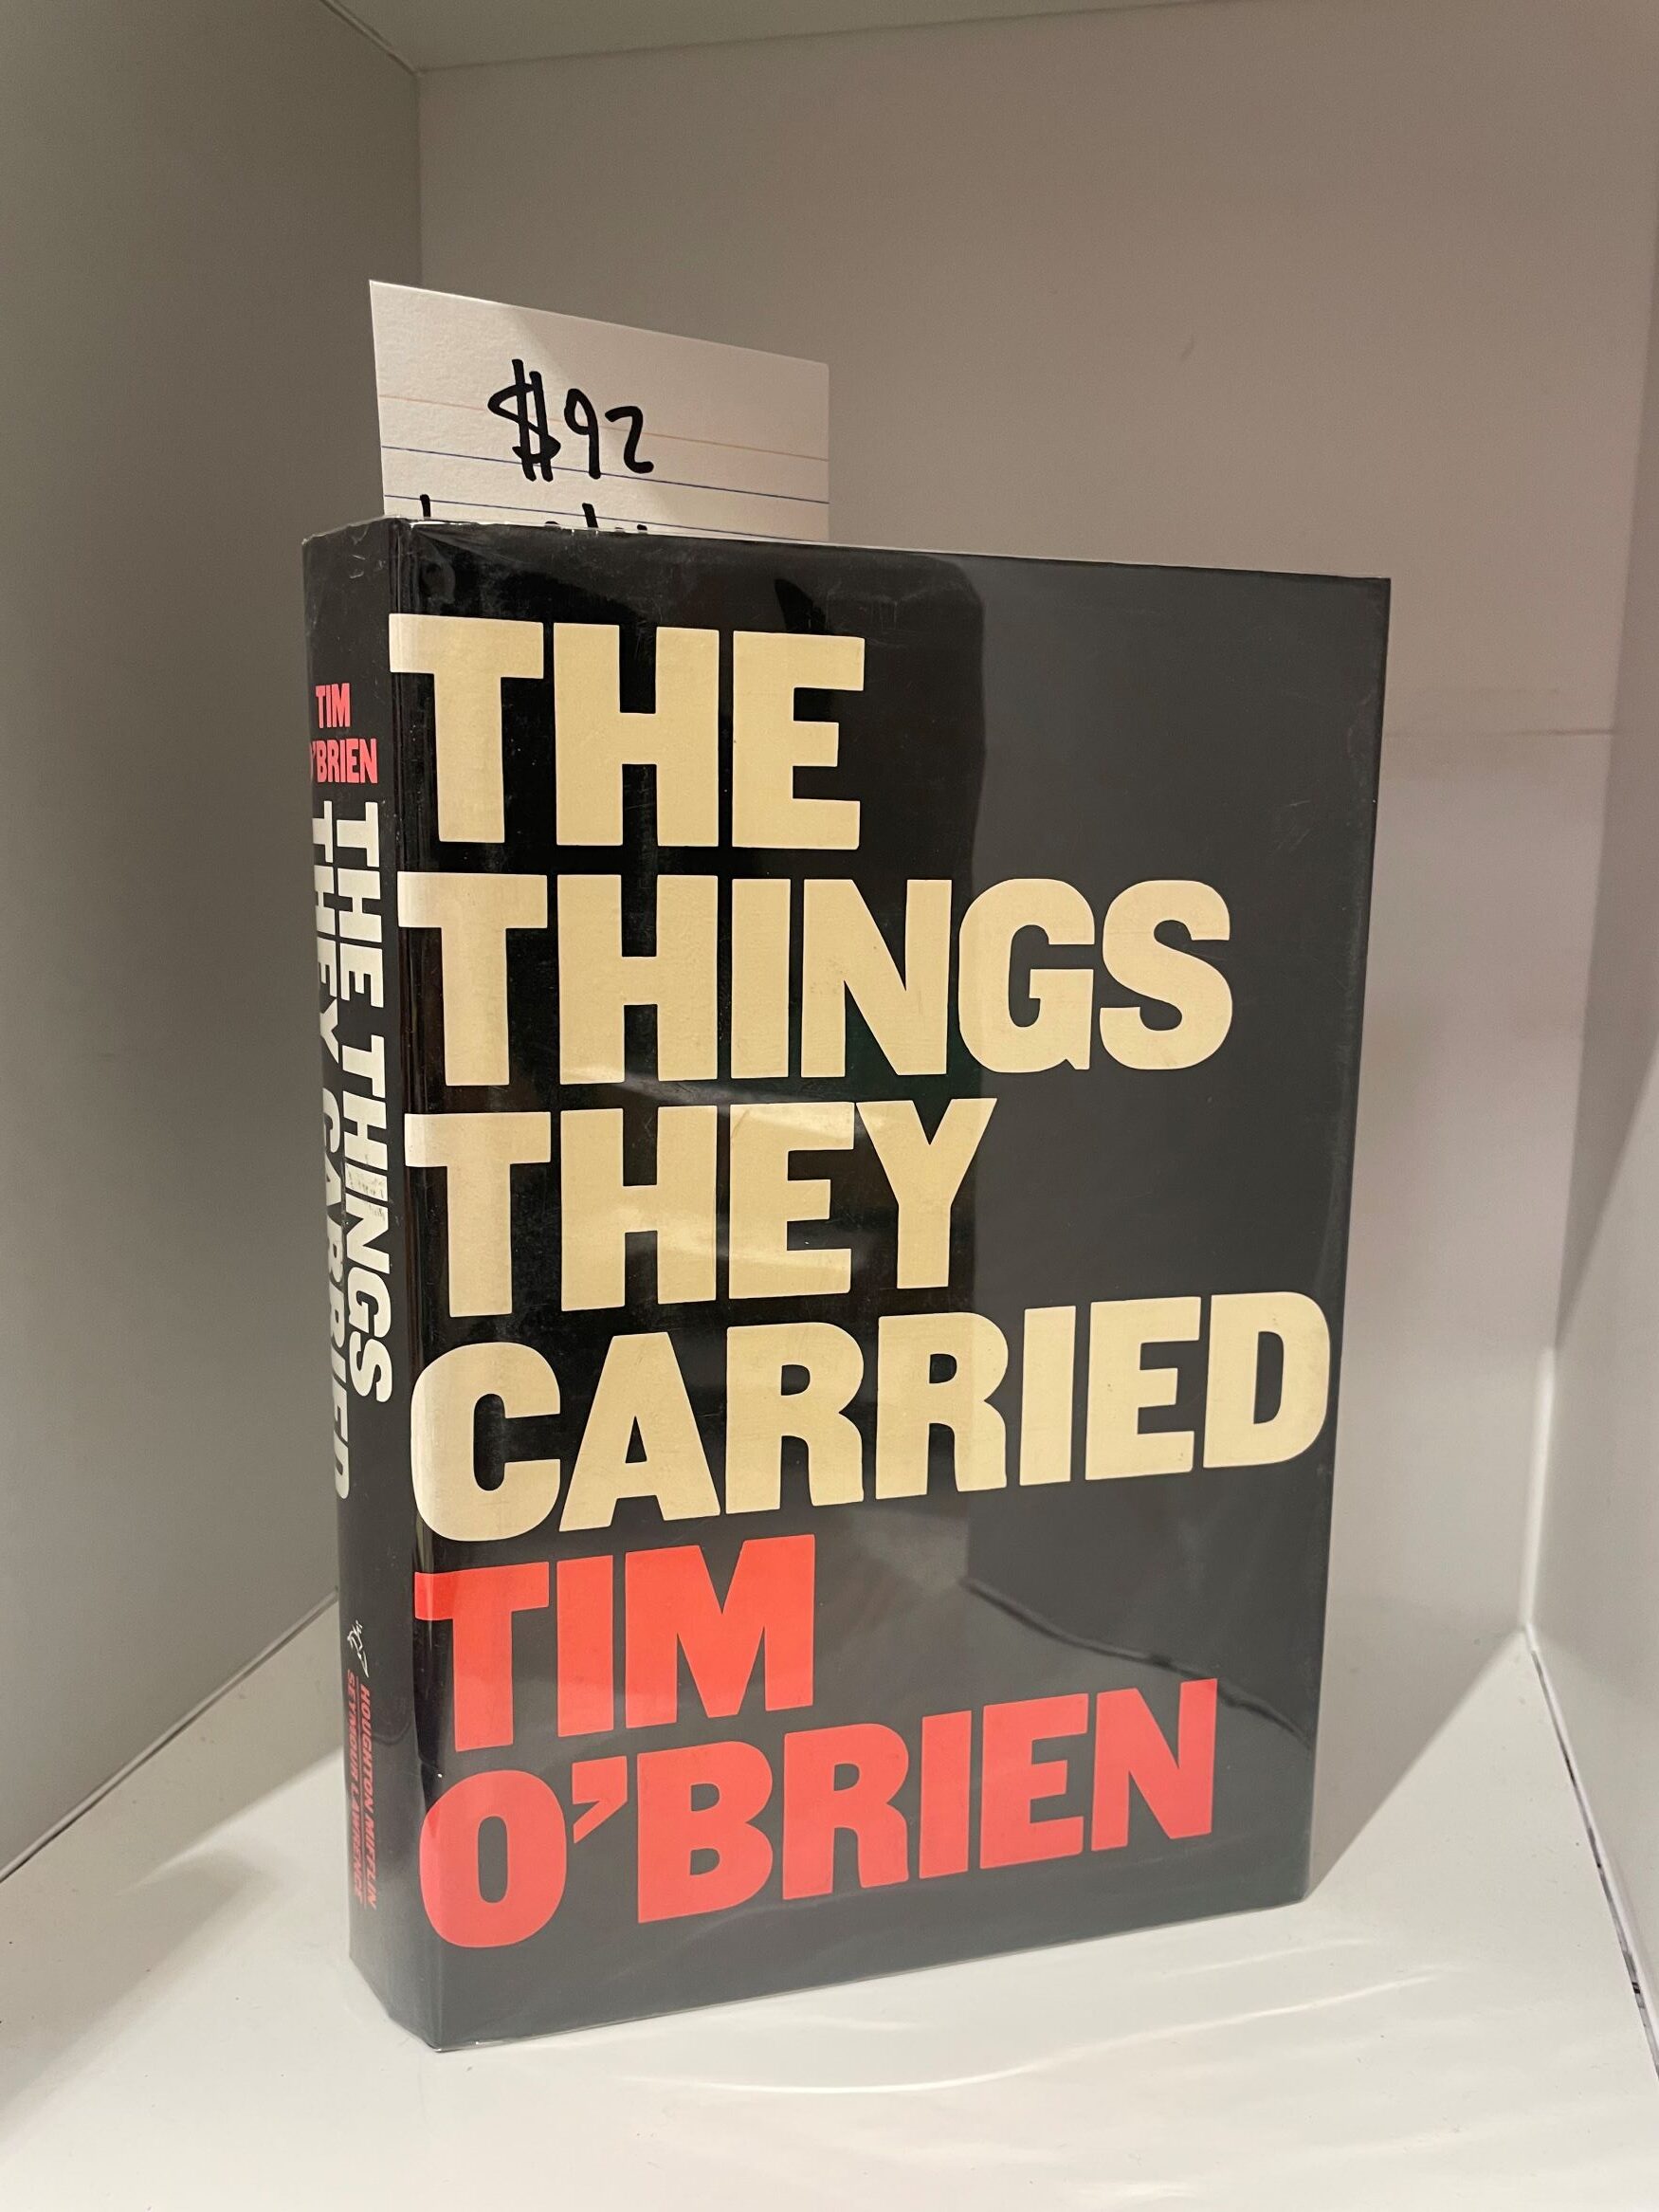 $92
TIM
O'BRIEN
THE THINGS
THEY CARRIED
HOUGHTON MIFFLIN
SEYMOUR LAWRENCE
THE
THINGS
THEY
CARRIED
TIM
O'BRIEN